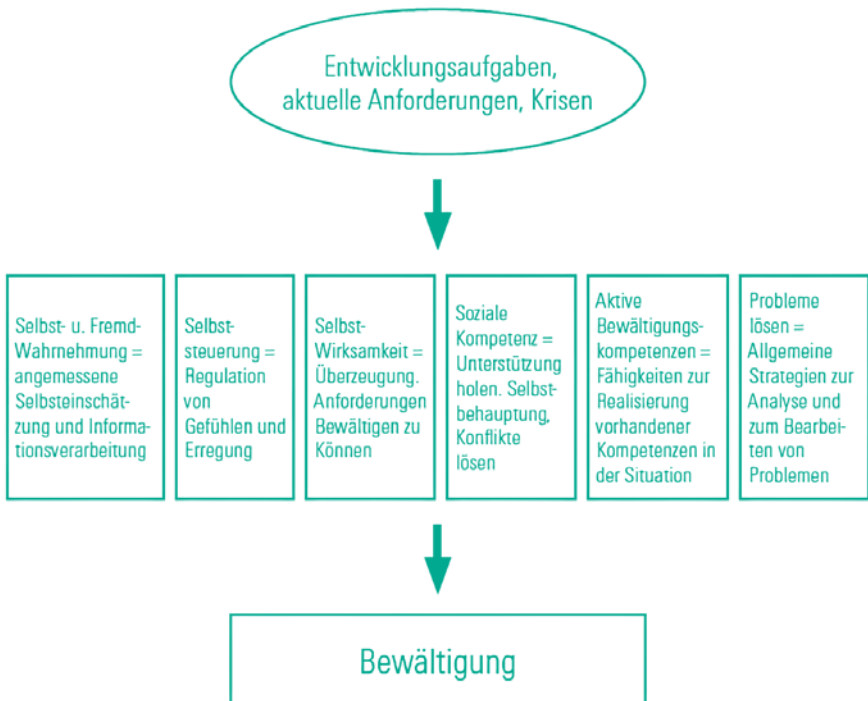 Entwicklungsaufgaben,
aktuelle Anforderungen, Krisen
Selbst- u. Fremd-
Wahrnehmung =
angemessene
Selbsteinschät-
zung und Informa-
tionsverarbeitung
Selbst-
steuerung =
Regulation
von
Gefühlen und
Erregung
Selbst-
Wirksamkeit =
Überzeugung.
Anforderungen
Bewältigen zu
Können
Soziale
Kompetenz =
Unterstützung
holen. Selbst-
behauptung,
Konflikte
lösen
Aktive
Bewältigungs-
kompetenzen =
Fähigkeiten zur
Realisierung
vorhandener
Kompetenzen in
der Situation
Probleme
lösen =
Allgemeine
Strategien zur
Analyse und
zum Bearbei-
ten von
Problemen
Bewältigung